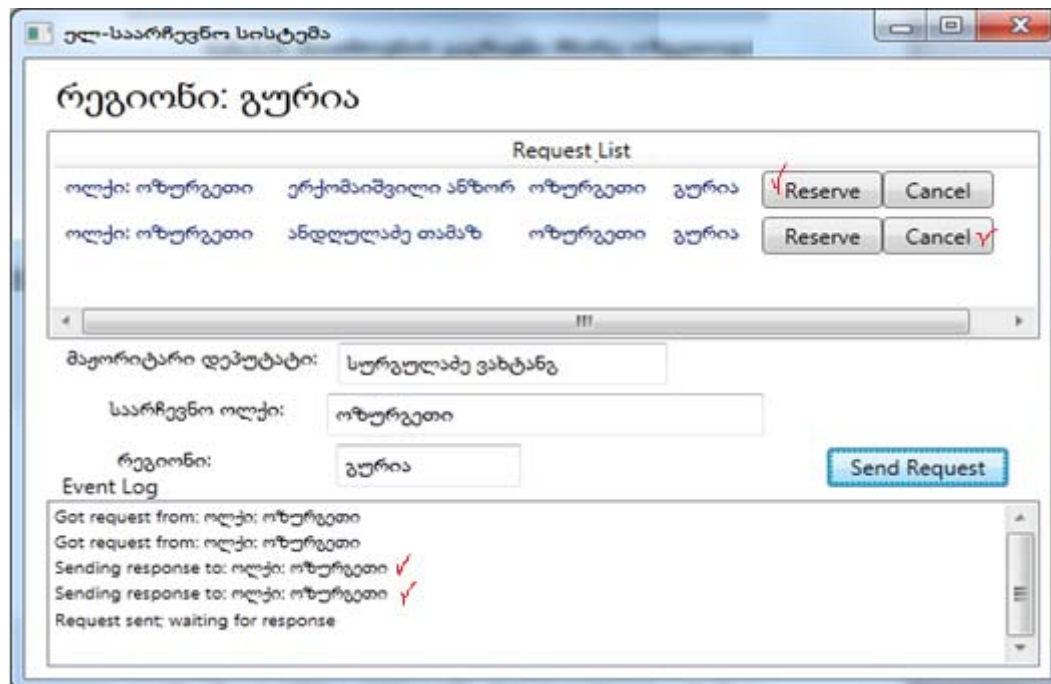 ელ-საარჩევნო სისტემა
რეგიონი: გურია
Request List
ოლქი: ოზურგეთი ერქომაიშვილი ანზორ ოზურგეთი გურია Reserve Cancel
ოლქი: ოზურგეთი ანდღულაძე თამაზ ოზურგეთი გურია Reserve Cancel
მაჟორიტარი დეპუტატი: სურგულაძე ვახტანგ
საარჩევნო ოლქი: ოზურგეთი
რეგიონი: გურია Send Request
Event Log
Got request from: ოლქი: ოზურგეთი
Got request from: ოლქი: ოზურგეთი
Sending response to: ოლქი: ოზურგეთი
Sending response to: ოლქი: ოზურგეთი
Request sent; waiting for response